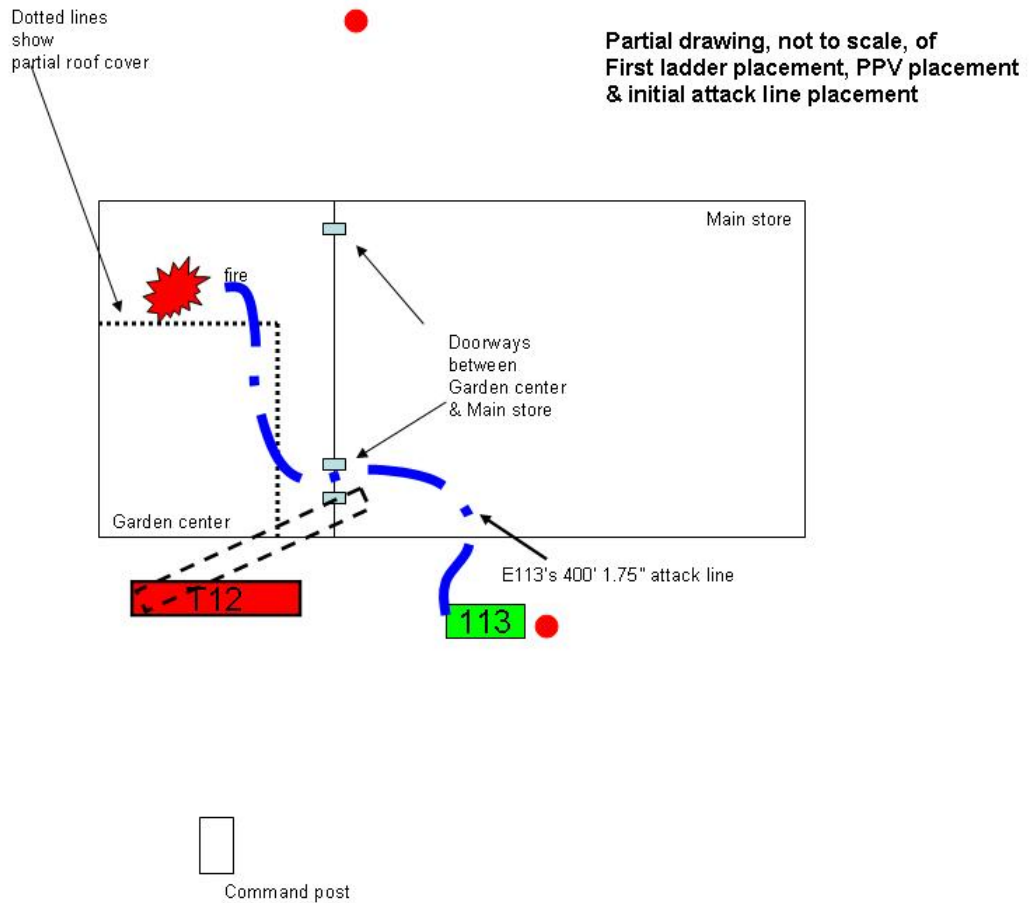 Dotted lines
show
partial roof cover
Partial drawing, not to scale, of
First ladder placement, PPV placement
& initial attack line placement
Main store
fire
Doorways
between
Garden center
& Main store
Garden center
E113's 400' 1.75" attack line
T12
113
Command post